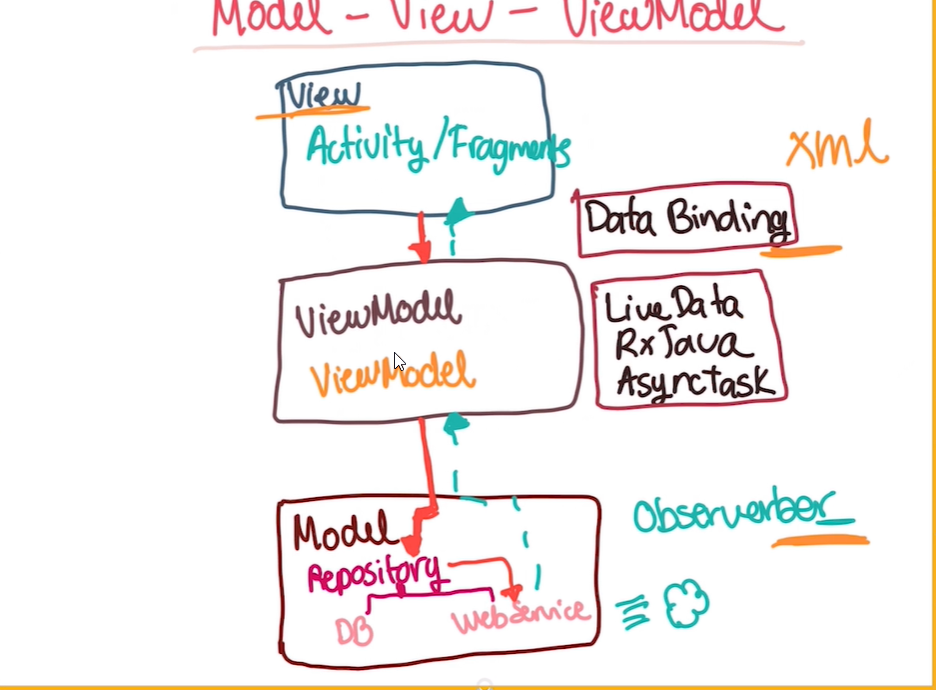 Model - View - ViewModel
View
Activity/Fragments
xml
Data Binding
ViewModel
ViewModel
LiveData
RxJava
Asynctask
Model
Repository
DB
WebService
Observerber